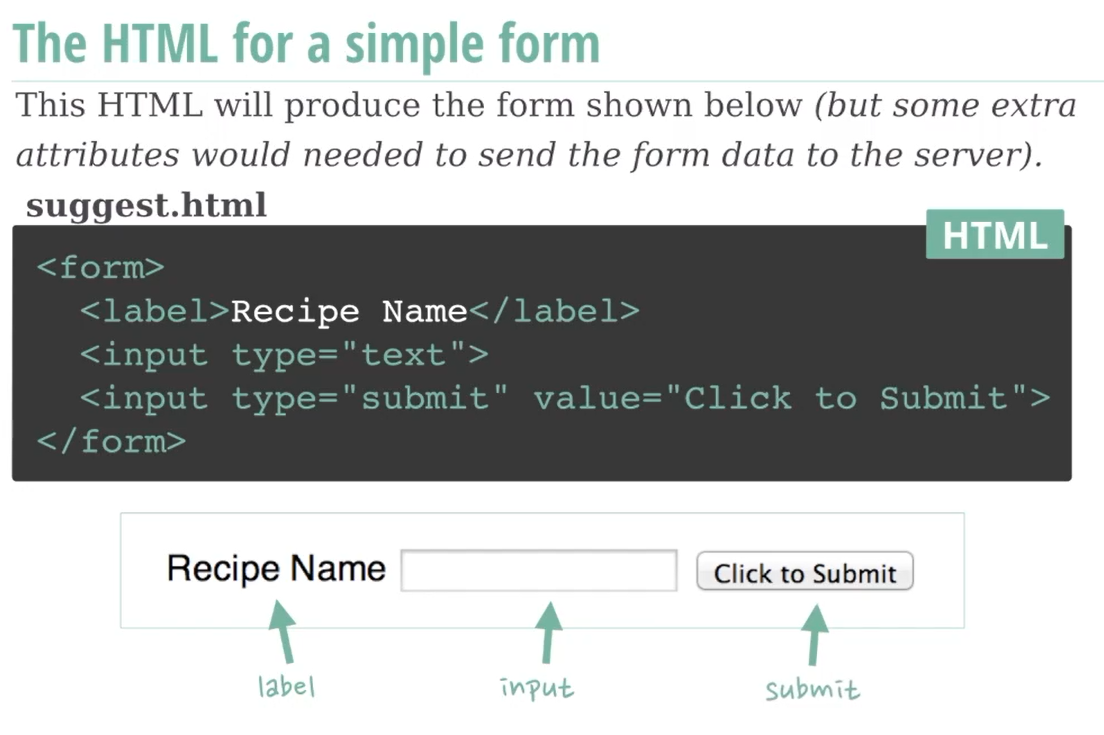 The HTML for a simple form
This HTML will produce the form shown below (but some extra
attributes would needed to send the form data to the server).
suggest.html
HTML
<form>
  <label>Recipe Name</label>
  <input type="text">
  <input type="submit" value="Click to Submit">
</form>
Recipe Name Click to Submit
label input submit